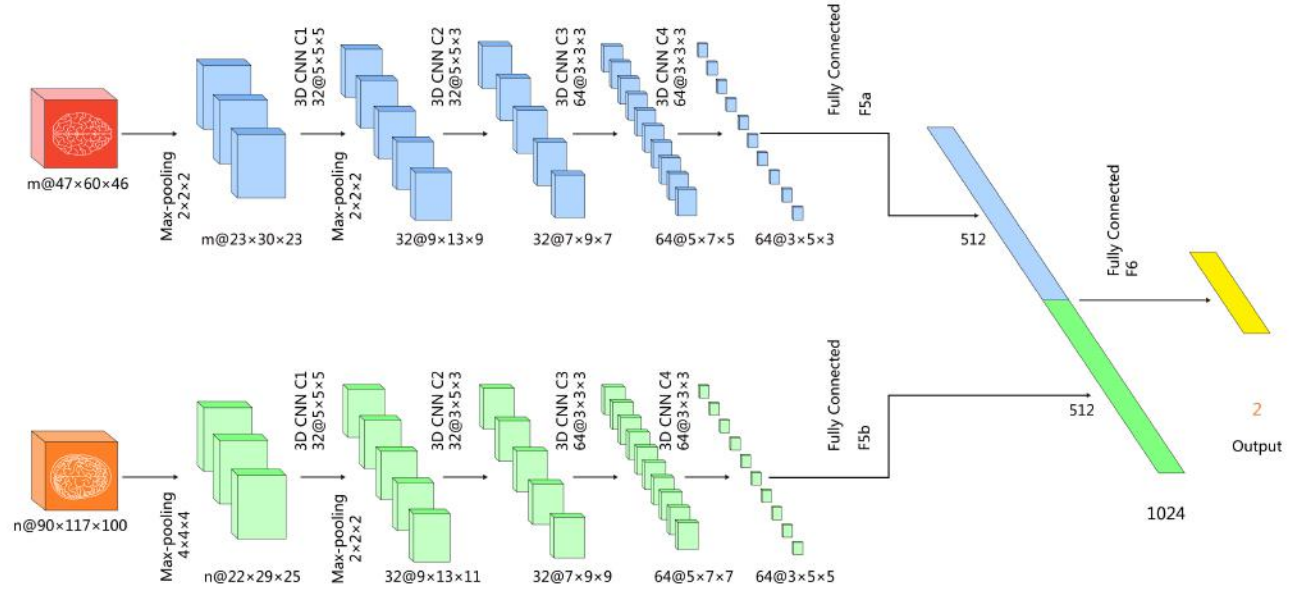 m@47×60×46
Max-pooling
2×2×2
m@23×30×23
3D CNN C1
32@5×5×5
Max-pooling
2×2×2
32@9×13×9
3D CNN C2
32@5×5×3
32@7×9×7
3D CNN C3
64@3×3×3
64@5×7×5
3D CNN C4
64@3×3×3
64@3×5×3
Fully Connected
F5a
512
n@90×117×100
Max-pooling
4×4×4
n@22×29×25
3D CNN C1
32@5×5×5
Max-pooling
2×2×2
32@9×13×11
3D CNN C2
32@3×5×3
32@7×9×9
3D CNN C3
64@3×3×3
64@5×7×7
3D CNN C4
64@3×3×3
64@3×5×5
Fully Connected
F5b
512
1024
Fully Connected
F6
2
Output